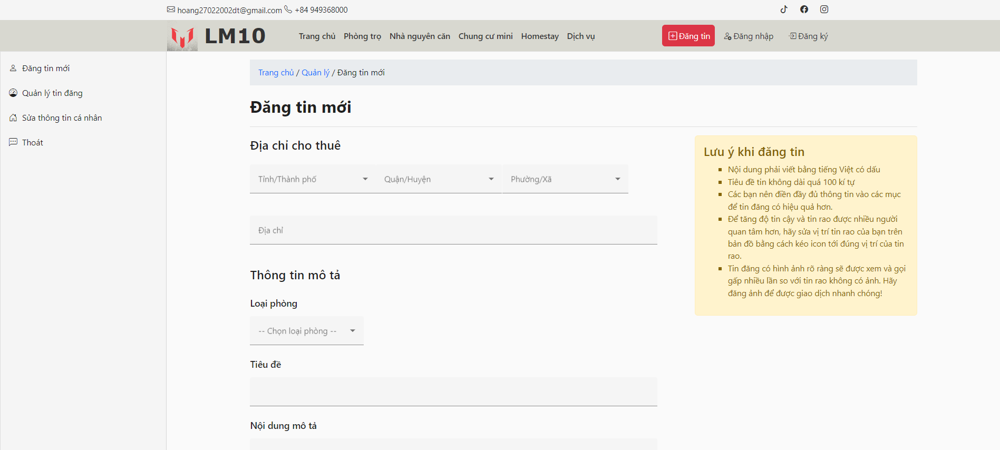 hoang27022002dt@gmail.com +84 949368000
LM10 Trang chủ Phòng trọ Nhà nguyên căn Chung cư mini Homestay Dịch vụ Đăng tin Đăng nhập Đăng ký
Đăng tin mới
Quản lý tin đăng
Sửa thông tin cá nhân
Thoát
Trang chủ / Quản lý / Đăng tin mới
Đăng tin mới
Địa chỉ cho thuê
Tỉnh/Thành phố Quận/Huyện Phường/Xã
Địa chỉ
Thông tin mô tả
Loại phòng
-- Chọn loại phòng --
Tiêu đề
Nội dung mô tả
Lưu ý khi đăng tin
Nội dung phải viết bằng tiếng Việt có dấu
Tiêu đề tin không dài quá 100 kí tự
Các bạn nên điền đầy đủ thông tin vào các mục
để tin đăng có hiệu quả hơn.
Để tăng độ tin cậy và tin rao được nhiều người
quan tâm hơn, hãy sửa vị trí tin rao của bạn trên
bản đồ bằng cách kéo icon tới đúng vị trí của tin
rao.
Tin đăng có hình ảnh rõ ràng sẽ được xem và gọi
gấp nhiều lần so với tin rao không có ảnh. Hãy
đăng ảnh để được giao dịch nhanh chóng!